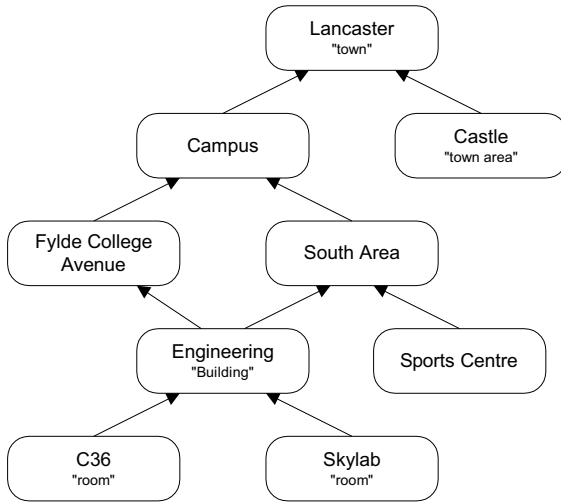 Lancaster
"town"
Campus
Castle
"town area"
Fylde College
Avenue
South Area
Engineering
"Building"
Sports Centre
C36
"room"
Skylab
"room"